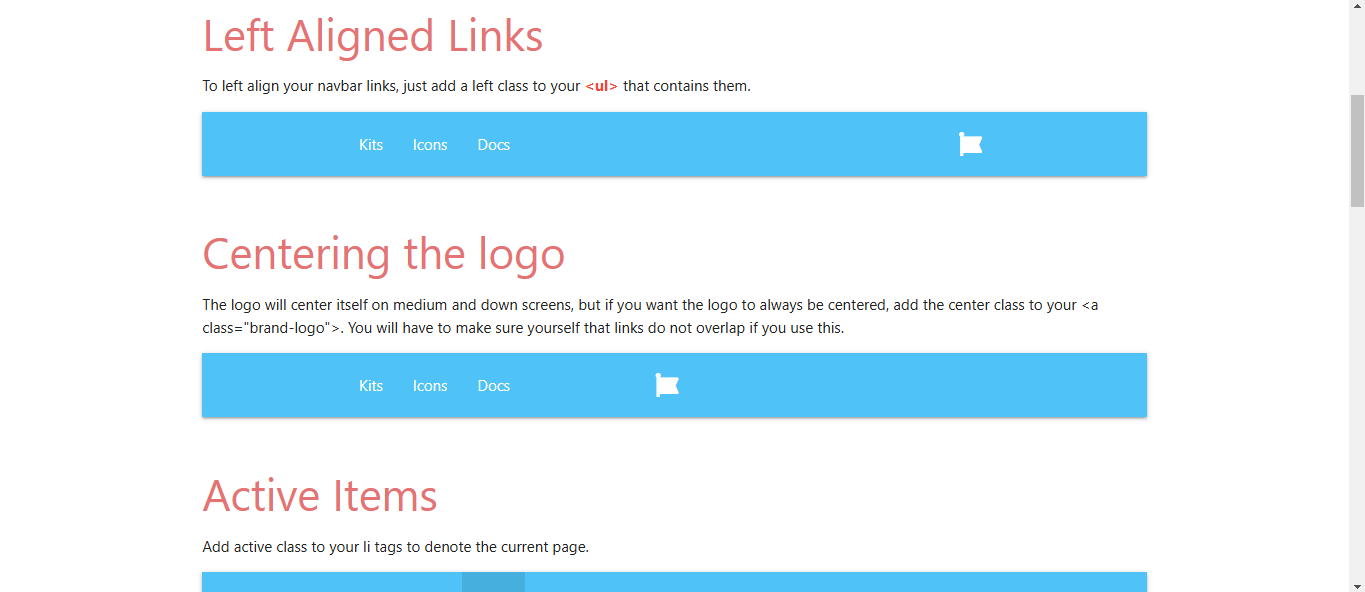 Left Aligned Links
To left align your navbar links, just add a left class to your <ul> that contains them.
Kits Icons Docs
Centering the logo
The logo will center itself on medium and down screens, but if you want the logo to always be centered, add the center class to your <a
class="brand-logo">. You will have to make sure yourself that links do not overlap if you use this.
Kits Icons Docs
Active Items
Add active class to your li tags to denote the current page.